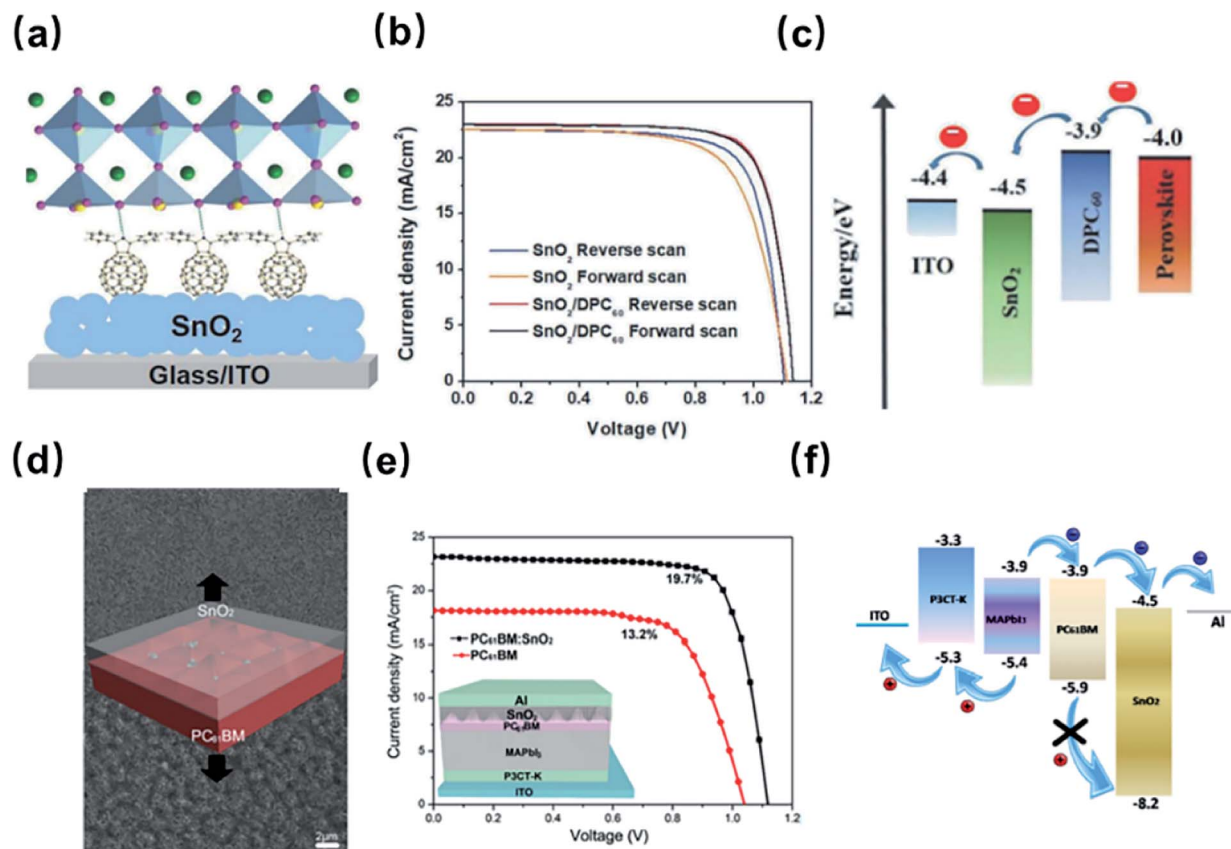 (a)
SnO₂
Glass/ITO
(b)
Current density (mA/cm²)
25
20
15
10
5
0
SnO₂ Reverse scan
SnO₂ Forward scan
SnO₂/DPC₆₀ Reverse scan
SnO₂/DPC₆₀ Forward scan
0.0 0.2 0.4 0.6 0.8 1.0 1.2
Voltage (V)
(c)
Energy/eV
-4.4
ITO
-4.5
SnO₂
-3.9
DPC₆₀
-4.0
Perovskite
(d)
SnO₂
PC₆₁BM
2μm
(e)
Current density (mA/cm²)
25
20
15
10
5
0
19.7%
13.2%
PC₆₁BM:SnO₂
PC₆₁BM
Al
SnO₂
PC₆₁BM
MAPbI₃
P3CT-K
ITO
0.0 0.2 0.4 0.6 0.8 1.0 1.2
Voltage (V)
(f)
ITO
-3.3
P3CT-K
-5.3
-3.9
MAPbI₃
-5.4
-3.9
PC₆₁BM
-5.9
-4.5
SnO₂
-8.2
Al